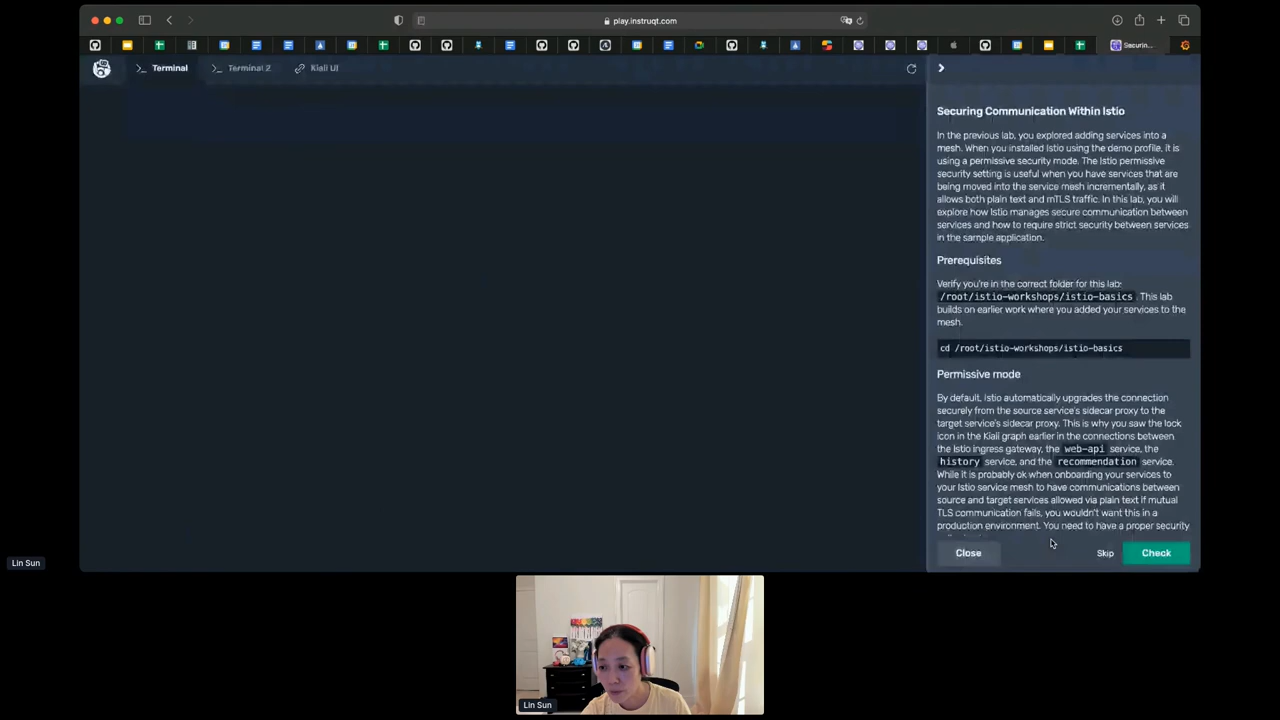 play.instruqt.com
Securin...
Terminal
Terminal 2
Kiali UI
Securing Communication Within Istio
In the previous lab, you explored adding services into a
mesh. When you installed Istio using the demo profile, it is
using a permissive security mode. The Istio permissive
security setting is useful when you have services that are
being moved into the service mesh incrementally, as it
allows both plain text and mTLS traffic. In this lab, you will
explore how Istio manages secure communication between
services and how to require strict security between services
in the sample application.
Prerequisites
Verify you're in the correct folder for this lab:
/root/istio-workshops/istio-basics. This lab
builds on earlier work where you added your services to the
mesh.
cd /root/istio-workshops/istio-basics
Permissive mode
By default, Istio automatically upgrades the connection
securely from the source service's sidecar proxy to the
target service's sidecar proxy. This is why you saw the lock
icon in the Kiali graph earlier in the connections between
the Istio ingress gateway, the web-api service, the
history service, and the recommendation service.
While it is probably ok when onboarding your services to
your Istio service mesh to have communications between
source and target services allowed via plain text if mutual
TLS communication fails, you wouldn't want this in a
production environment. You need to have a proper security
Close
Skip
Check
Lin Sun
Lin Sun